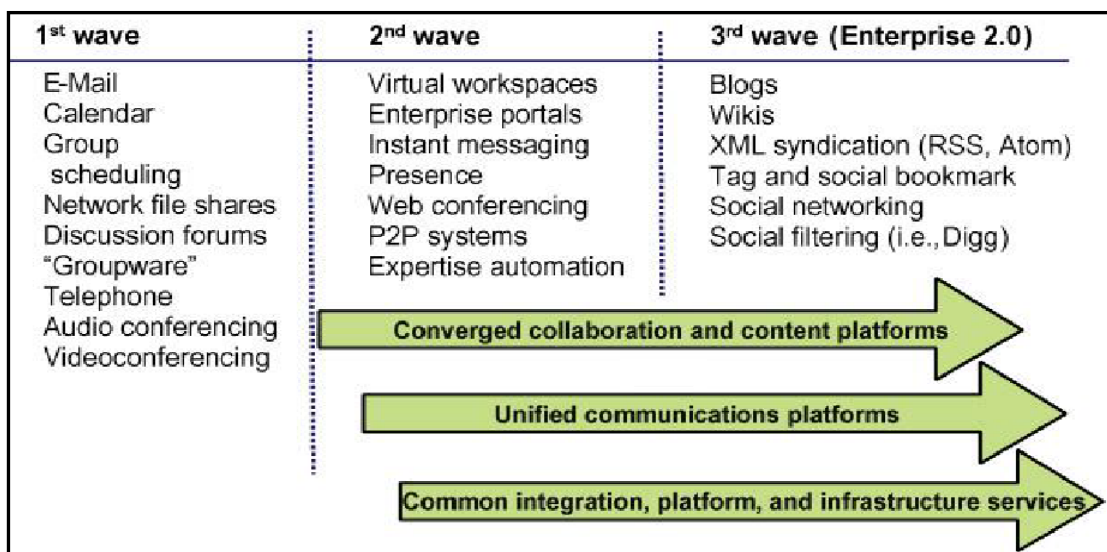 1st wave
E-Mail
Calendar
Group
scheduling
Network file shares
Discussion forums
“Groupware”
Telephone
Audio conferencing
Videoconferencing
2nd wave
Virtual workspaces
Enterprise portals
Instant messaging
Presence
Web conferencing
P2P systems
Expertise automation
3rd wave (Enterprise 2.0)
Blogs
Wikis
XML syndication (RSS, Atom)
Tag and social bookmark
Social networking
Social filtering (i.e., Digg)
Converged collaboration and content platforms
Unified communications platforms
Common integration, platform, and infrastructure services